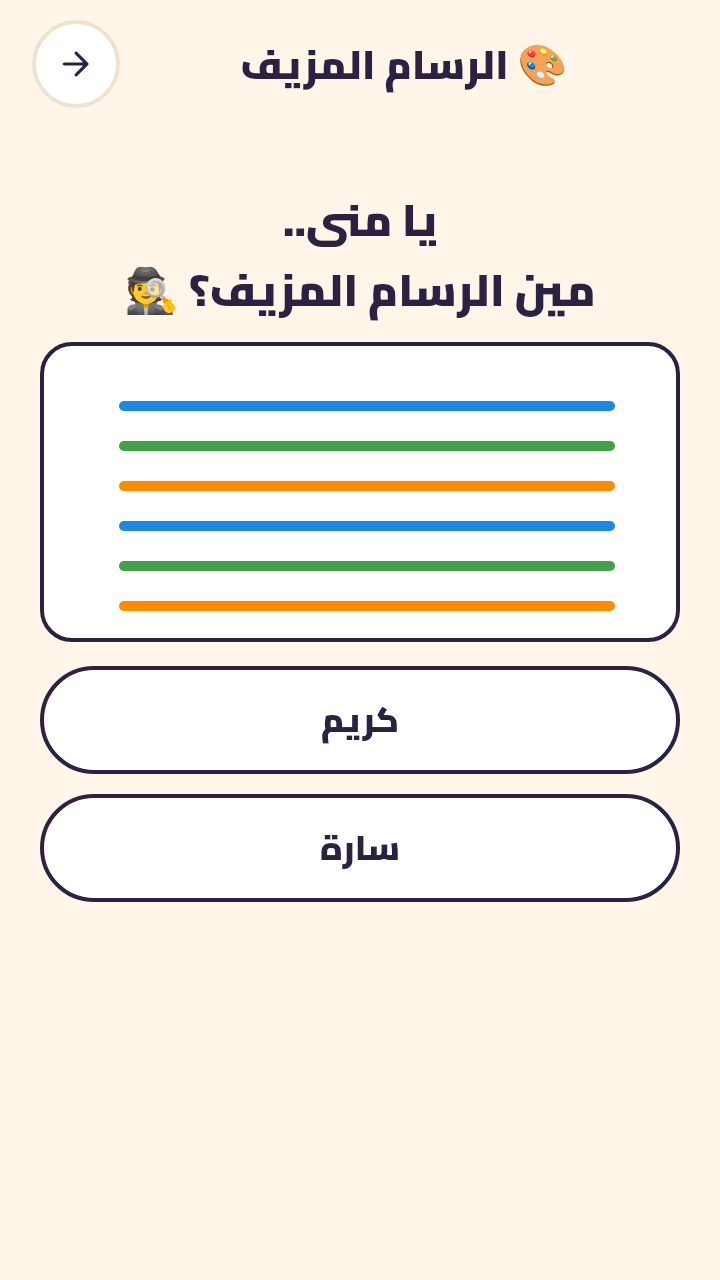 🎨 الرسام المزيف
يا منى..
مين الرسام المزيف؟ 🕵️
كريم
سارة